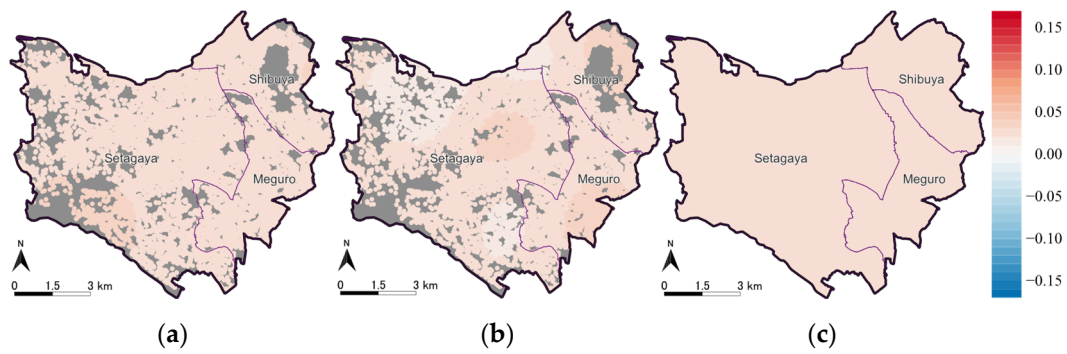 Shibuya
Setagaya
Meguro
N
0 1.5 3 km
(a)
Shibuya
Setagaya
Meguro
N
0 1.5 3 km
(b)
Shibuya
Setagaya
Meguro
N
0 1.5 3 km
(c)
0.15
0.10
0.05
0.00
-0.05
-0.10
-0.15